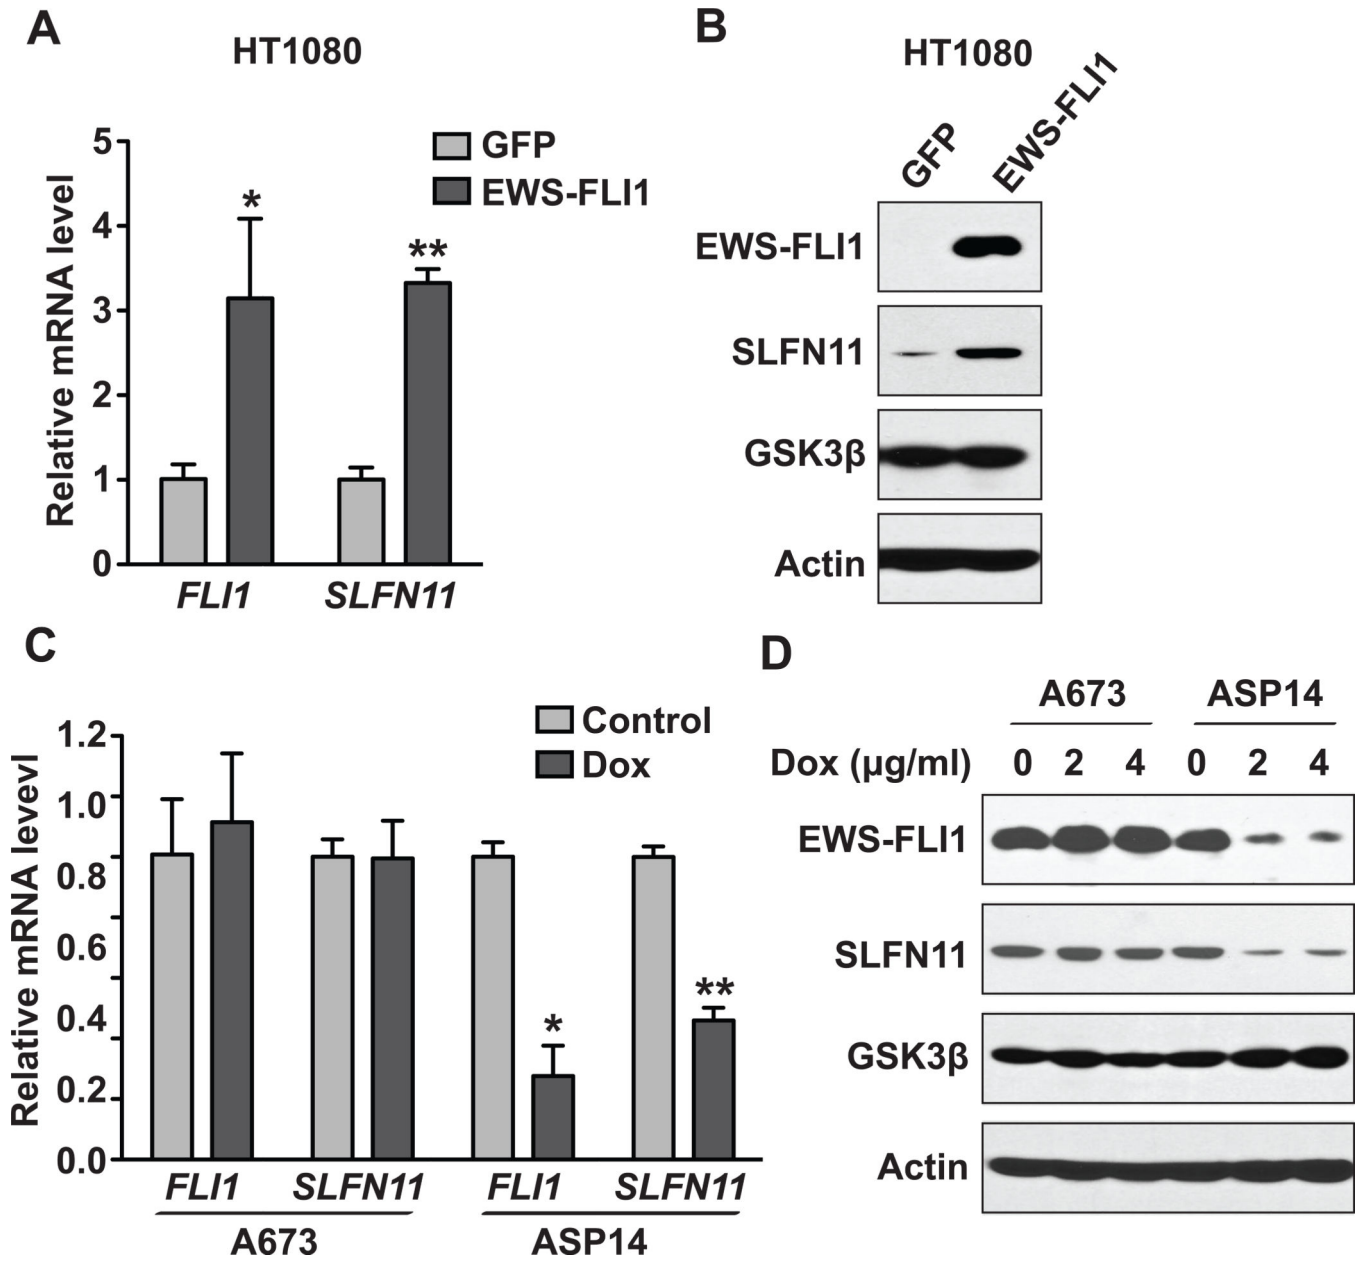 A
HT1080
GFP
EWS-FLI1
Relative mRNA level
5
4
3
2
1
0
*
**
FLI1 SLFN11
B
HT1080
GFP EWS-FLI1
EWS-FLI1
SLFN11
GSK3β
Actin
C
Control
Dox
Relative mRNA levevl
1.2
1.0
0.8
0.6
0.4
0.2
0.0
*
**
FLI1 SLFN11 FLI1 SLFN11
A673 ASP14
D
A673 ASP14
Dox (µg/ml) 0 2 4 0 2 4
EWS-FLI1
SLFN11
GSK3β
Actin